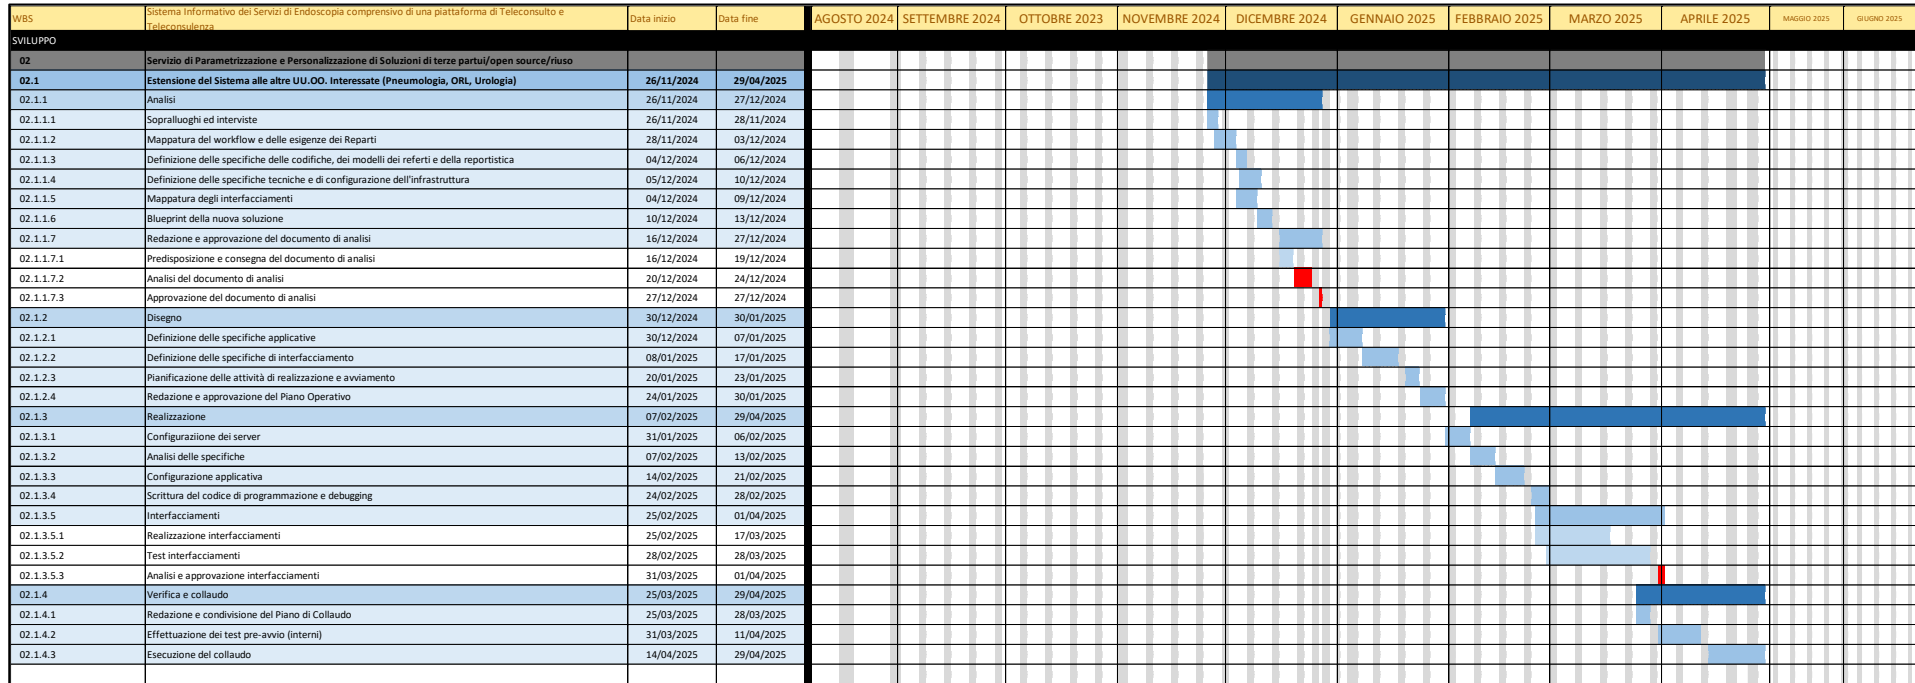 WBS Sistema Informativo dei Servizi di Endoscopia comprensivo di una piattaforma di Teleconsulto e Teleconsulenza Data inizio Data fine AGOSTO 2024 SETTEMBRE 2024 OTTOBRE 2023 NOVEMBRE 2024 DICEMBRE 2024 GENNAIO 2025 FEBBRAIO 2025 MARZO 2025 APRILE 2025 MAGGIO 2025 GIUGNO 2025
SVILUPPO
02 Servizio di Parametrizzazione e Personalizzazione di Soluzioni di terze partui/open source/riuso
02.1 Estensione del Sistema alle altre UU.OO. Interessate (Pneumologia, ORL, Urologia) 26/11/2024 29/04/2025
02.1.1 Analisi 26/11/2024 27/12/2024
02.1.1.1 Sopralluoghi ed interviste 26/11/2024 28/11/2024
02.1.1.2 Mappatura del workflow e delle esigenze dei Reparti 28/11/2024 03/12/2024
02.1.1.3 Definizione delle specifiche delle codifiche, dei modelli dei referti e della reportistica 04/12/2024 06/12/2024
02.1.1.4 Definizione delle specifiche tecniche e di configurazione dell'infrastruttura 05/12/2024 10/12/2024
02.1.1.5 Mappatura degli interfacciamenti 04/12/2024 09/12/2024
02.1.1.6 Blueprint della nuova soluzione 10/12/2024 13/12/2024
02.1.1.7 Redazione e approvazione del documento di analisi 16/12/2024 27/12/2024
02.1.1.7.1 Predisposizione e consegna del documento di analisi 16/12/2024 19/12/2024
02.1.1.7.2 Analisi del documento di analisi 20/12/2024 24/12/2024
02.1.1.7.3 Approvazione del documento di analisi 27/12/2024 27/12/2024
02.1.2 Disegno 30/12/2024 30/01/2025
02.1.2.1 Definizione delle specifiche applicative 30/12/2024 07/01/2025
02.1.2.2 Definizione delle specifiche di interfacciamento 08/01/2025 17/01/2025
02.1.2.3 Pianificazione delle attività di realizzazione e avviamento 20/01/2025 23/01/2025
02.1.2.4 Redazione e approvazione del Piano Operativo 24/01/2025 30/01/2025
02.1.3 Realizzazione 07/02/2025 29/04/2025
02.1.3.1 Configuraziione dei server 31/01/2025 06/02/2025
02.1.3.2 Analisi delle specifiche 07/02/2025 13/02/2025
02.1.3.3 Configurazione applicativa 14/02/2025 21/02/2025
02.1.3.4 Scrittura del codice di programmazione e debugging 24/02/2025 28/02/2025
02.1.3.5 Interfacciamenti 25/02/2025 01/04/2025
02.1.3.5.1 Realizzazione interfacciamenti 25/02/2025 17/03/2025
02.1.3.5.2 Test interfacciamenti 28/02/2025 28/03/2025
02.1.3.5.3 Analisi e approvazione interfacciamenti 31/03/2025 01/04/2025
02.1.4 Verifica e collaudo 25/03/2025 29/04/2025
02.1.4.1 Redazione e condivisione del Piano di Collaudo 25/03/2025 28/03/2025
02.1.4.2 Effettuazione dei test pre-avvio (interni) 31/03/2025 11/04/2025
02.1.4.3 Esecuzione del collaudo 14/04/2025 29/04/2025